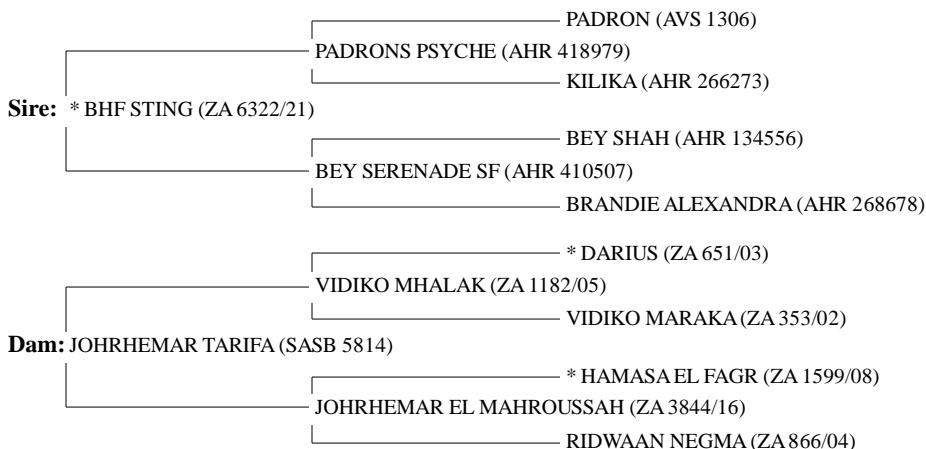 PADRON (AVS 1306)
PADRONS PSYCHE (AHR 418979)
KILIKA (AHR 266273)
Sire: * BHF STING (ZA 6322/21)
BEY SHAH (AHR 134556)
BEY SERENADE SF (AHR 410507)
BRANDIE ALEXANDRA (AHR 268678)
* DARIUS (ZA 651/03)
VIDIKO MHALAK (ZA 1182/05)
VIDIKO MARAKA (ZA 353/02)
Dam: JOHRHEMAR TARIFA (SASB 5814)
* HAMASA EL FAGR (ZA 1599/08)
JOHRHEMAR EL MAHROUSSAH (ZA 3844/16)
RIDWAAN NEGMA (ZA 866/04)